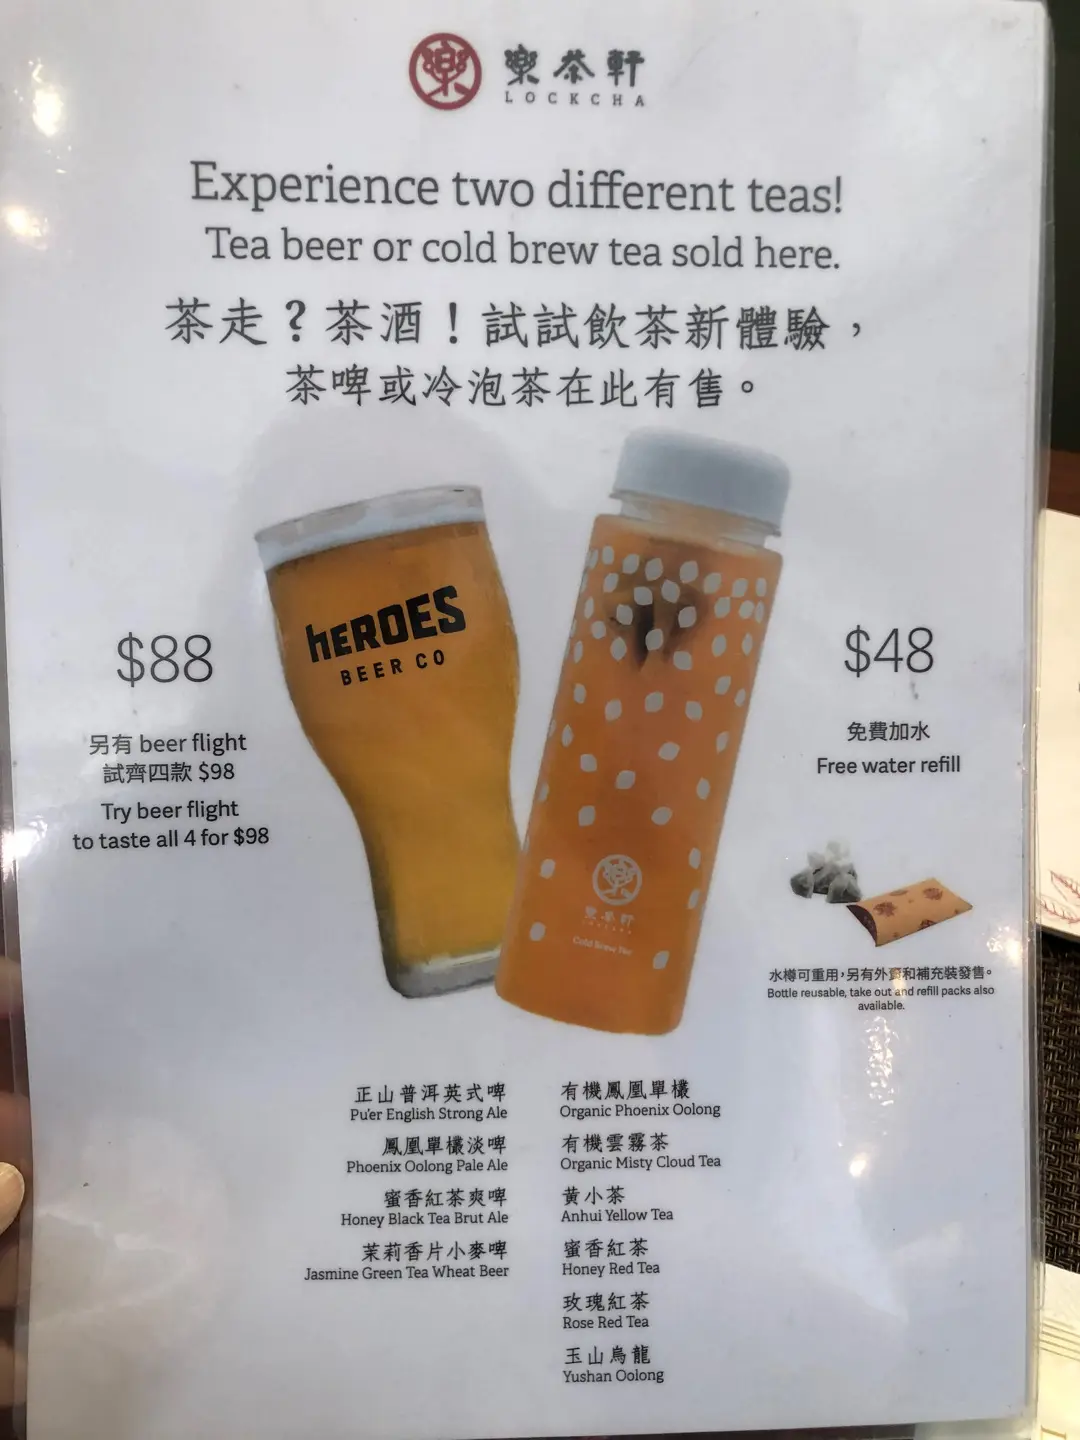 樂茶軒
LOCKCHA
Experience two different teas!
Tea beer or cold brew tea sold here.
茶走？茶酒！試試飲茶新體驗，
茶啤或冷泡茶在此有售。
hEROES
BEER CO
$88
另有 beer flight
試齊四款 $98
Try beer flight
to taste all 4 for $98
樂茶軒
LOCKCHA
Cold Brew Tea
$48
免費加水
Free water refill
水樽可重用，另有外賣和補充裝發售。
Bottle reusable, take out and refill packs also
available.
正山普洱英式啤
Pu'er English Strong Ale
鳳凰單欉淡啤
Phoenix Oolong Pale Ale
蜜香紅茶爽啤
Honey Black Tea Brut Ale
茉莉香片小麥啤
Jasmine Green Tea Wheat Beer
有機鳳凰單欉
Organic Phoenix Oolong
有機雲霧茶
Organic Misty Cloud Tea
黃小茶
Anhui Yellow Tea
蜜香紅茶
Honey Red Tea
玫瑰紅茶
Rose Red Tea
玉山烏龍
Yushan Oolong